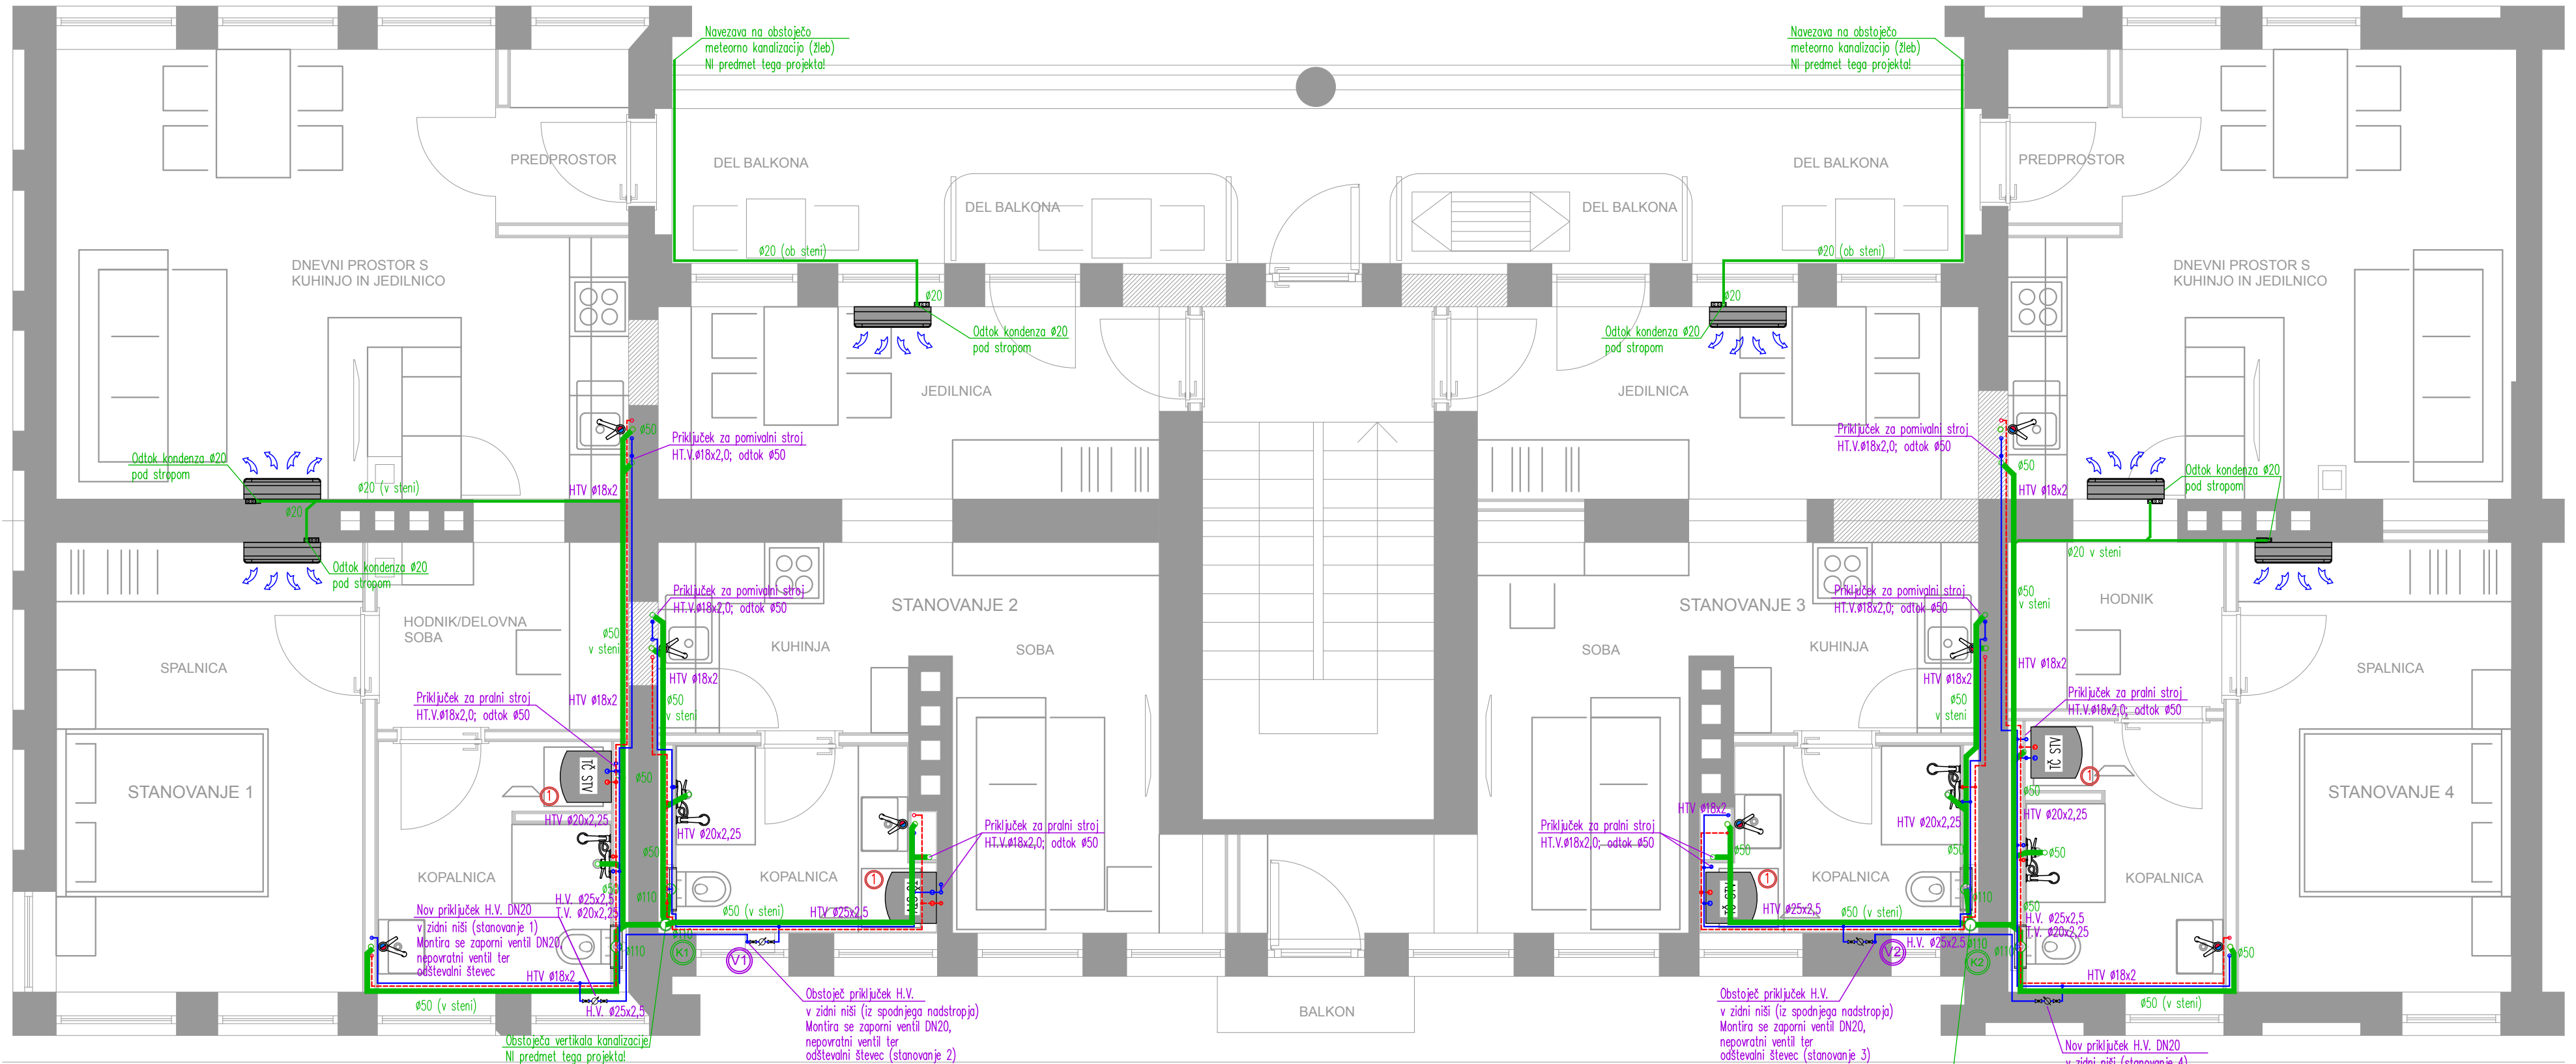 Navezava na obstoječo
meteorno kanalizacijo (žleb)
NI predmet tega projekta!
Navezava na obstoječo
meteorno kanalizacijo (žleb)
NI predmet tega projekta!
PREDPROSTOR
DEL BALKONA
DEL BALKONA
PREDPROSTOR
DEL BALKONA
DEL BALKONA
ø20 (ob steni)
ø20 (ob steni)
DNEVNI PROSTOR S
KUHINJO IN JEDILNICO
DNEVNI PROSTOR S
KUHINJO IN JEDILNICO
ø20
ø20
Odtok kondenza ø20
pod stropom
Odtok kondenza ø20
pod stropom
JEDILNICA
JEDILNICA
ø50
Priključek za pomivalni stroj
HT.V.ø18x2,0; odtok ø50
Priključek za pomivalni stroj
HT.V.ø18x2,0; odtok ø50
Odtok kondenza ø20
pod stropom
ø50
Odtok kondenza ø20
pod stropom
ø20 (v steni)
HTV ø18x2
HTV ø18x2
ø20
ø20 v steni
Odtok kondenza ø20
pod stropom
Priključek za pomivalni stroj
HT.V.ø18x2,0; odtok ø50
Priključek za pomivalni stroj
HT.V.ø18x2,0; odtok ø50
ø50
v steni
HODNIK
STANOVANJE 2
STANOVANJE 3
HODNIK/DELOVNA
SOBA
ø50
v steni
KUHINJA
SOBA
SOBA
KUHINJA
SPALNICA
HTV ø18x2
HTV ø18x2
HTV ø18x2
SPALNICA
Priključek za pralni stroj
HT.V.ø18x2,0; odtok ø50
HTV ø18x2
ø50
v steni
ø50
v steni
Priključek za pralni stroj
HT.V.ø18x2,0; odtok ø50
TČ STV
1
ø50
TČ STV
1
ø50
STANOVANJE 1
STANOVANJE 4
HTV ø20x2,25
HTV ø20x2,25
HTV ø18x2
HTV ø20x2,25
HTV ø20x2,25
Priključek za pralni stroj
HT.V.ø18x2,0; odtok ø50
Priključek za pralni stroj
HT.V.ø18x2,0; odtok ø50
ø50
ø50
ø50
ø50
KOPALNICA
KOPALNICA
1
1
KOPALNICA
KOPALNICA
ø50
H.V. ø25x2,5
T.V. ø20x2,25
ø110
ø110
ø50
Nov priključek H.V. DN20
v zidni niši (stanovanje 1)
Montira se zaporni ventil DN20,
nepovratni ventil ter
odštevalni števec
ø50 (v steni)
HTV ø25x2,5
HTV ø25x2,5
ø50 (v steni)
H.V. ø25x2,5
T.V. ø20x2,25
ø110
ø110
K1
V1
V2
H.V. ø25x2.5
ø110
K2
ø110
ø50
HTV ø18x2
HTV ø18x2
ø50 (v steni)
H.V. ø25x2,5
ø50 (v steni)
Obstoječ priključek H.V.
v zidni niši (iz spodnjega nadstropja)
Montira se zaporni ventil DN20,
nepovratni ventil ter
odštevalni števec (stanovanje 2)
BALKON
Obstoječ priključek H.V.
v zidni niši (iz spodnjega nadstropja)
Montira se zaporni ventil DN20,
nepovratni ventil ter
odštevalni števec (stanovanje 3)
Obstoječa vertikala kanalizacije
NI predmet tega projekta!
Nov priključek H.V. DN20
v zidni niši (stanovanje 4)